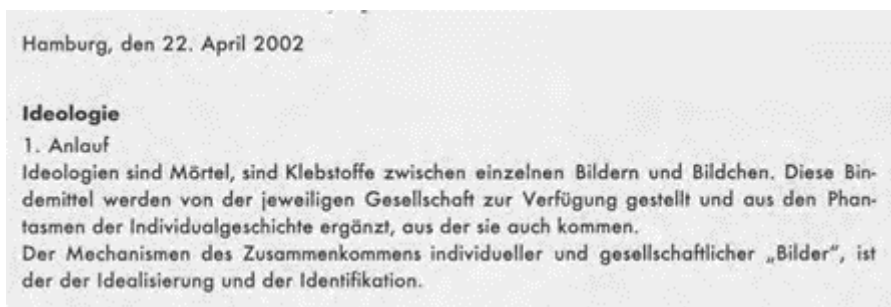 Hamburg, den 22. April 2002
Ideologie
1. Anlauf
Ideologien sind Mörtel, sind Klebstoffe zwischen einzelnen Bildern und Bildchen. Diese Bin-
demittel werden von der jeweiligen Gesellschaft zur Verfügung gestellt und aus den Phan-
tasmen der Individualgeschichte ergänzt, aus der sie auch kommen.
Der Mechanismen des Zusammenkommens individueller und gesellschaftlicher „Bilder“, ist
der der Idealisierung und der Identifikation.